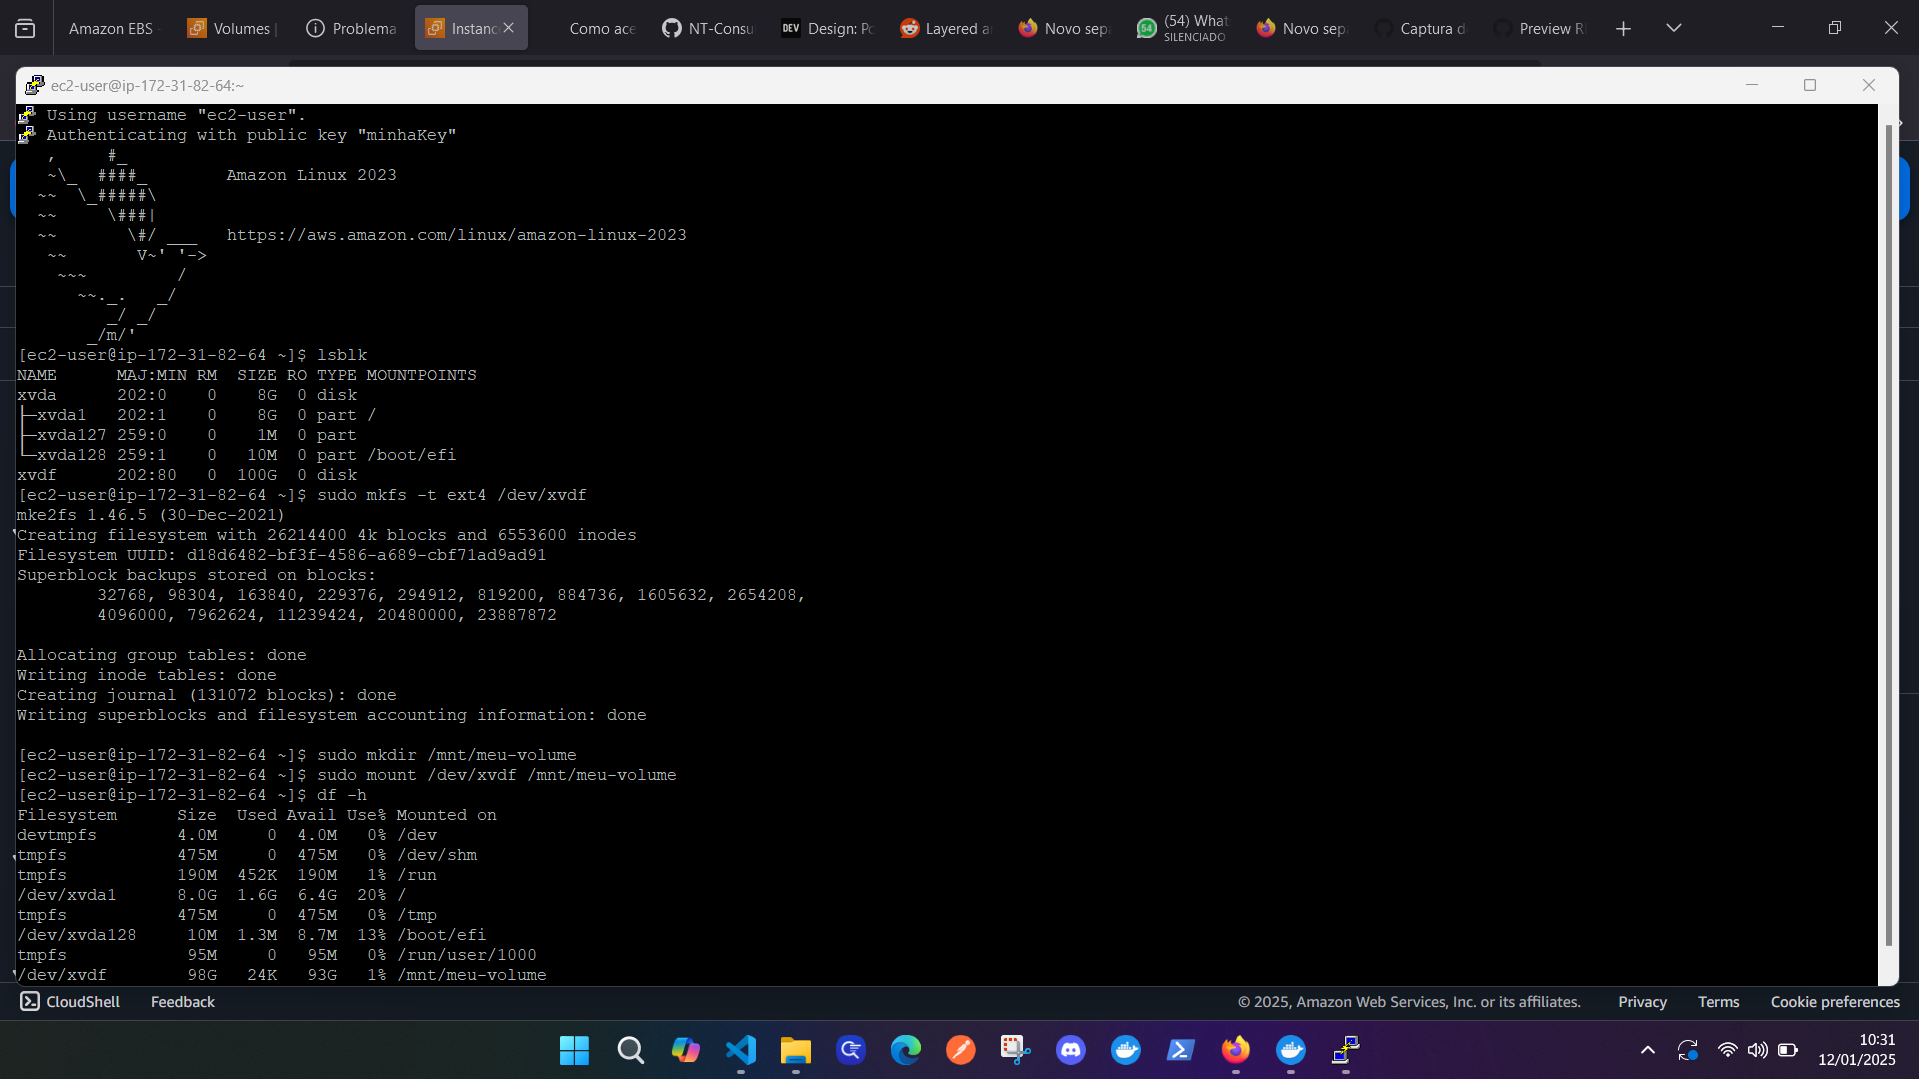 Amazon EBS
Volumes |
Problema
Instanc
Como ace
NT-Consu
DEV
Design: Pc
Layered a
Novo sep
54
(54) What
SILENCIADO
Novo sep
Captura d
Preview R
ec2-user@ip-172-31-82-64:~
Using username "ec2-user".
Authenticating with public key "minhaKey"
   ,     #_
   ~\_  ####_        Amazon Linux 2023
  ~~  \_#####\
  ~~     \###|
  ~~       \#/ ___   https://aws.amazon.com/linux/amazon-linux-2023
   ~~       V~' '->
    ~~~         /
      ~~._.   _/
         _/ _/
       _/m/'
[ec2-user@ip-172-31-82-64 ~]$ lsblk
NAME      MAJ:MIN RM  SIZE RO TYPE MOUNTPOINTS
xvda      202:0    0    8G  0 disk
├─xvda1   202:1    0    8G  0 part /
├─xvda127 259:0    0    1M  0 part
└─xvda128 259:1    0   10M  0 part /boot/efi
xvdf      202:80   0  100G  0 disk
[ec2-user@ip-172-31-82-64 ~]$ sudo mkfs -t ext4 /dev/xvdf
mke2fs 1.46.5 (30-Dec-2021)
Creating filesystem with 26214400 4k blocks and 6553600 inodes
Filesystem UUID: d18d6482-bf3f-4586-a689-cbf71ad9ad91
Superblock backups stored on blocks:
        32768, 98304, 163840, 229376, 294912, 819200, 884736, 1605632, 2654208,
        4096000, 7962624, 11239424, 20480000, 23887872

Allocating group tables: done
Writing inode tables: done
Creating journal (131072 blocks): done
Writing superblocks and filesystem accounting information: done

[ec2-user@ip-172-31-82-64 ~]$ sudo mkdir /mnt/meu-volume
[ec2-user@ip-172-31-82-64 ~]$ sudo mount /dev/xvdf /mnt/meu-volume
[ec2-user@ip-172-31-82-64 ~]$ df -h
Filesystem      Size  Used Avail Use% Mounted on
devtmpfs        4.0M     0  4.0M   0% /dev
tmpfs           475M     0  475M   0% /dev/shm
tmpfs           190M  452K  190M   1% /run
/dev/xvda1      8.0G  1.6G  6.4G  20% /
tmpfs           475M     0  475M   0% /tmp
/dev/xvda128     10M  1.3M  8.7M  13% /boot/efi
tmpfs            95M     0   95M   0% /run/user/1000
/dev/xvdf        98G   24K   93G   1% /mnt/meu-volume
CloudShell
Feedback
© 2025, Amazon Web Services, Inc. or its affiliates.
Privacy
Terms
Cookie preferences
10:31
12/01/2025